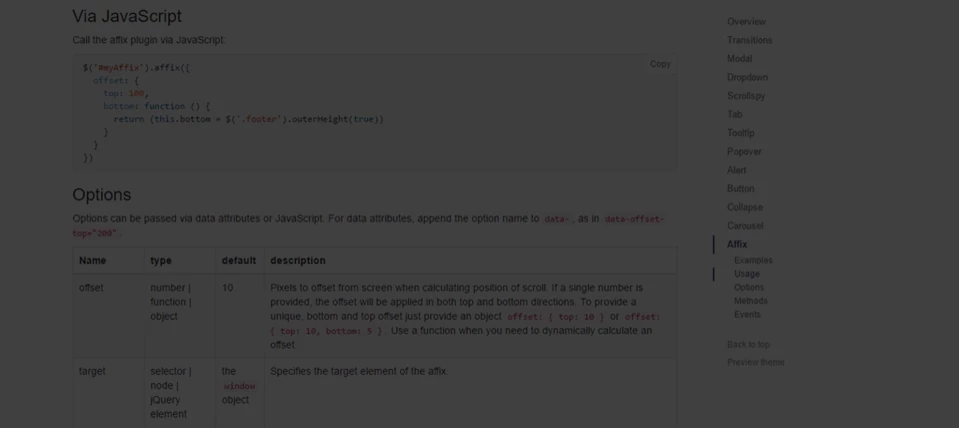 Via JavaScript
Call the affix plugin via JavaScript:
Copy
$('#myAffix').affix({
offset: {
top: 100,
bottom: function () {
return (this.bottom = $('.footer').outerHeight(true))
}
}
})
Options
Options can be passed via data attributes or JavaScript. For data attributes, append the option name to data-, as in data-offset-
top="200".
Name type default description
offset number | 10 Pixels to offset from screen when calculating position of scroll. If a single number is
function | provided, the offset will be applied in both top and bottom directions. To provide a
object unique, bottom and top offset just provide an object offset: { top: 10 } or offset:
{ top: 10, bottom: 5 }. Use a function when you need to dynamically calculate an
offset.
target selector | the Specifies the target element of the affix.
node | window
jQuery object
element
Overview
Transitions
Modal
Dropdown
Scrollspy
Tab
Tooltip
Popover
Alert
Button
Collapse
Carousel
Affix
Examples
Usage
Options
Methods
Events
Back to top
Preview theme